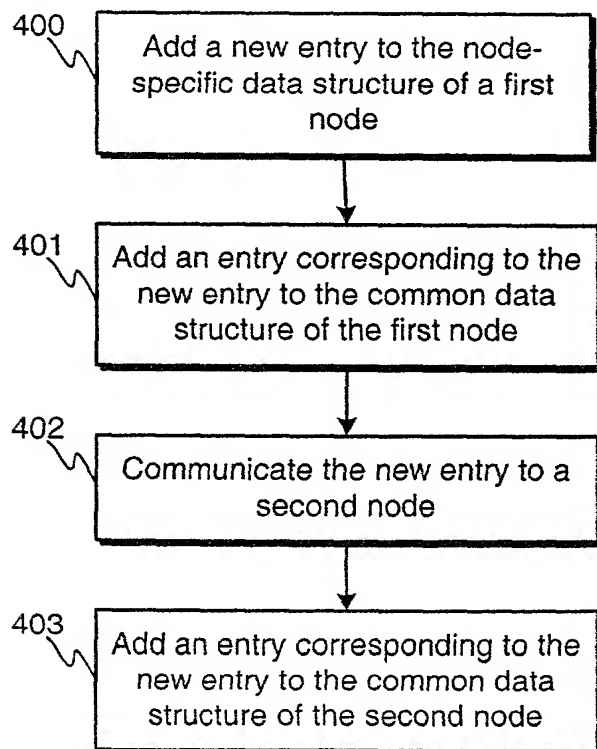 400
Add a new entry to the node-
specific data structure of a first
node
401
Add an entry corresponding to the
new entry to the common data
structure of the first node
402
Communicate the new entry to a
second node
403
Add an entry corresponding to the
new entry to the common data
structure of the second node